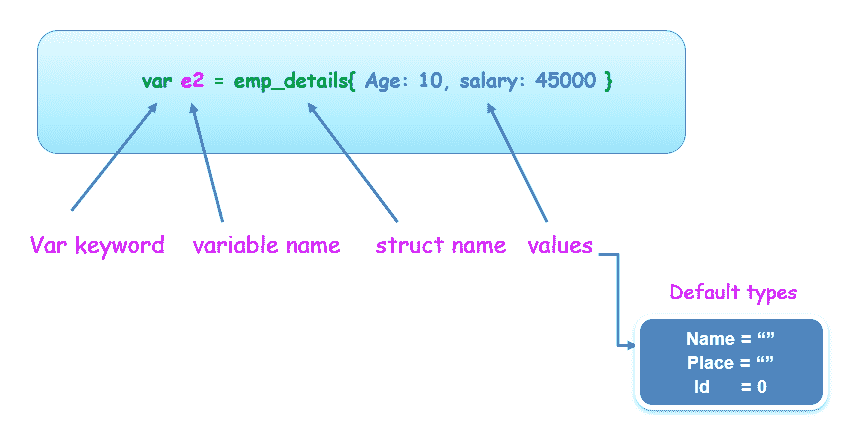 var e2 = emp_details{ Age: 10, salary: 45000 }
Var keyword variable name struct name values
Default types
Name = “”
Place = “”
Id = 0